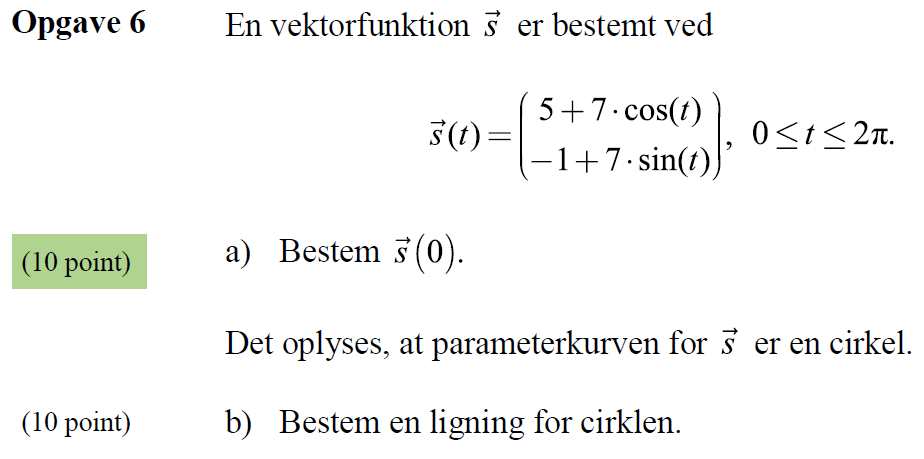 Opgave 6 En vektorfunktion s⃗ er bestemt ved
s⃗(t) = (5+7·cos(t)
−1+7·sin(t)), 0≤t≤2π.
(10 point) a) Bestem s⃗(0).
Det oplyses, at parameterkurven for s⃗ er en cirkel.
(10 point) b) Bestem en ligning for cirklen.